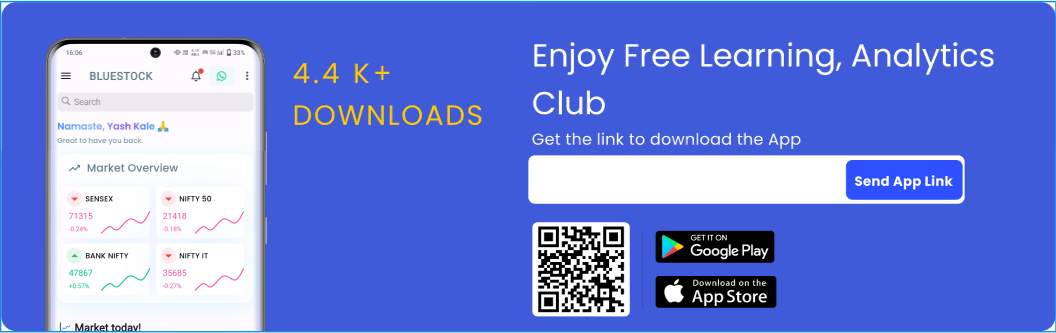 16:06
33%
BLUESTOCK
Search
Namaste, Yash Kale 🙏
Great to have you back.
Market Overview
SENSEX
71315
-0.24%
NIFTY 50
21418
-0.18%
BANK NIFTY
47867
+0.57%
NIFTY IT
35685
-0.27%
Market today!
4.4 K+
DOWNLOADS
Enjoy Free Learning, Analytics
Club
Get the link to download the App
Send App Link
GET IT ON
Google Play
Download on the
App Store